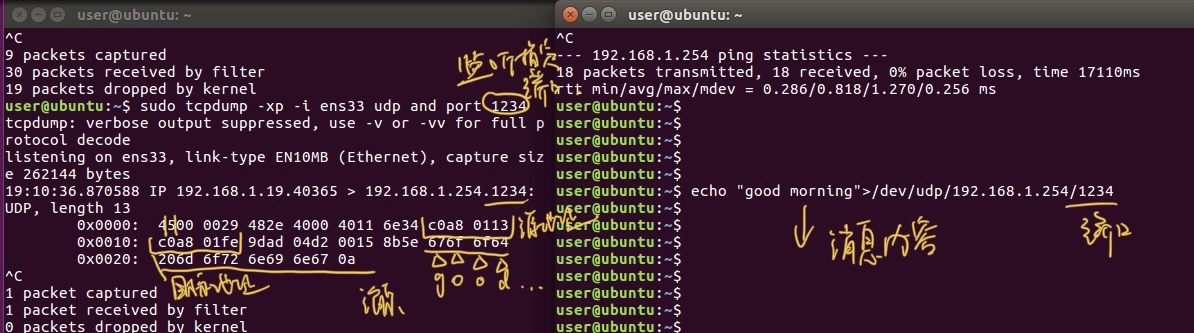 user@ubuntu: ~
^C
9 packets captured
30 packets received by filter
19 packets dropped by kernel
user@ubuntu:~$ sudo tcpdump -xp -i ens33 udp and port 1234
tcpdump: verbose output suppressed, use -v or -vv for full p
rotocol decode
listening on ens33, link-type EN10MB (Ethernet), capture siz
e 262144 bytes
19:10:36.870588 IP 192.168.1.19.40365 > 192.168.1.254.1234:
UDP, length 13
0x0000: 4500 0029 482e 4000 4011 6e34 c0a8 0113
0x0010: c0a8 01fe 9dad 04d2 0015 8b5e 676f 6f64
0x0020: 206d 6f72 6e69 6e67 0a
^C
1 packet captured
1 packet received by filter
0 packets dropped by kernel
监听指定
端口
源地址
目标地址
消息
good...
user@ubuntu: ~
^C
--- 192.168.1.254 ping statistics ---
18 packets transmitted, 18 received, 0% packet loss, time 17110ms
rtt min/avg/max/mdev = 0.286/0.818/1.270/0.256 ms
user@ubuntu:~$
user@ubuntu:~$
user@ubuntu:~$
user@ubuntu:~$
user@ubuntu:~$
user@ubuntu:~$ echo "good morning">/dev/udp/192.168.1.254/1234
user@ubuntu:~$
user@ubuntu:~$
user@ubuntu:~$
user@ubuntu:~$
user@ubuntu:~$
user@ubuntu:~$
user@ubuntu:~$
user@ubuntu:~$
消息内容
端口